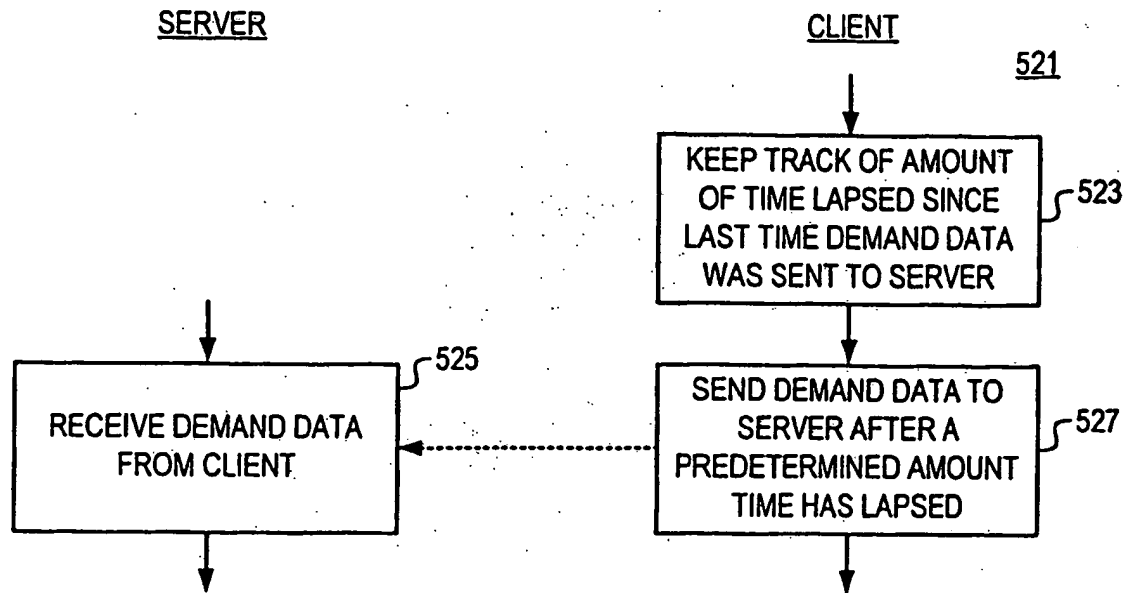 SERVER
CLIENT
521
KEEP TRACK OF AMOUNT
OF TIME LAPSED SINCE
LAST TIME DEMAND DATA
WAS SENT TO SERVER
523
525
RECEIVE DEMAND DATA
FROM CLIENT
SEND DEMAND DATA TO
SERVER AFTER A
PREDETERMINED AMOUNT
TIME HAS LAPSED
527